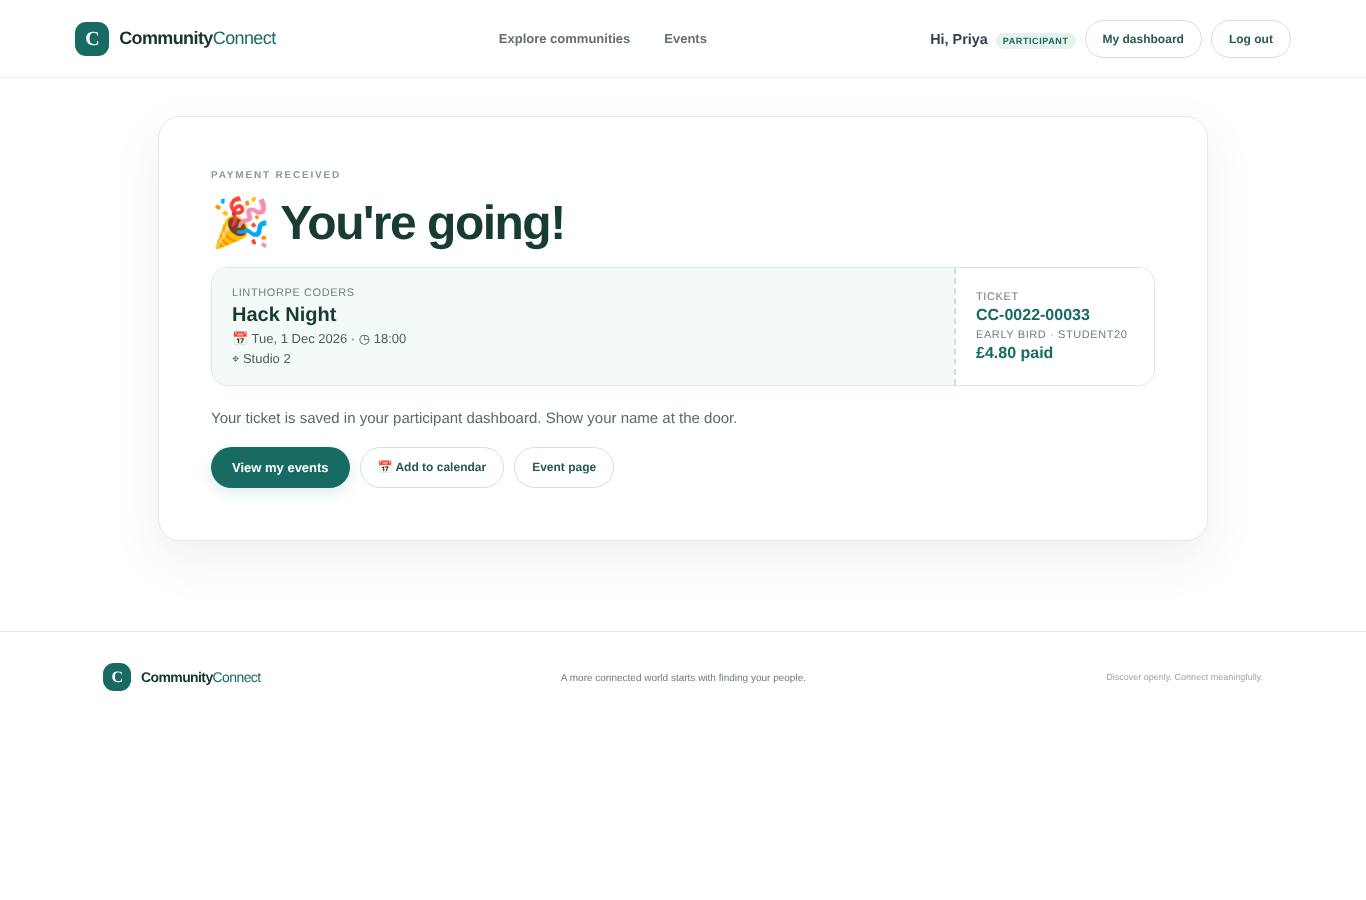 C CommunityConnect
Explore communities
Events
Hi, Priya
PARTICIPANT
My dashboard
Log out
PAYMENT RECEIVED
🎉 You're going!
LINTHORPE CODERS
Hack Night
📅 Tue, 1 Dec 2026 · ◷ 18:00
⌖ Studio 2
TICKET
CC-0022-00033
EARLY BIRD · STUDENT20
£4.80 paid
Your ticket is saved in your participant dashboard. Show your name at the door.
View my events
📅 Add to calendar
Event page
C CommunityConnect
A more connected world starts with finding your people.
Discover openly. Connect meaningfully.